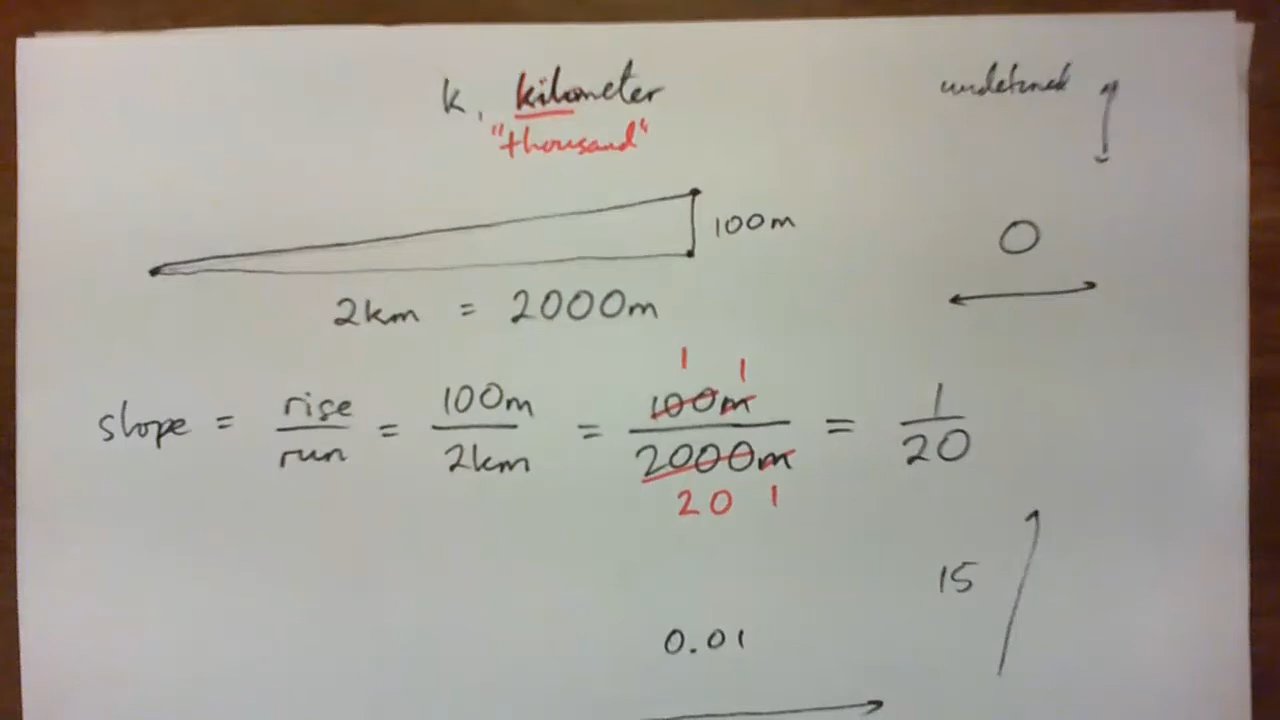 k. kilometer
"thousand"
undefined
100m
0
2km = 2000m
slope = rise/run = 100m/2km = 100m/2000m = 1/20
1 1
20 1
15
0.01